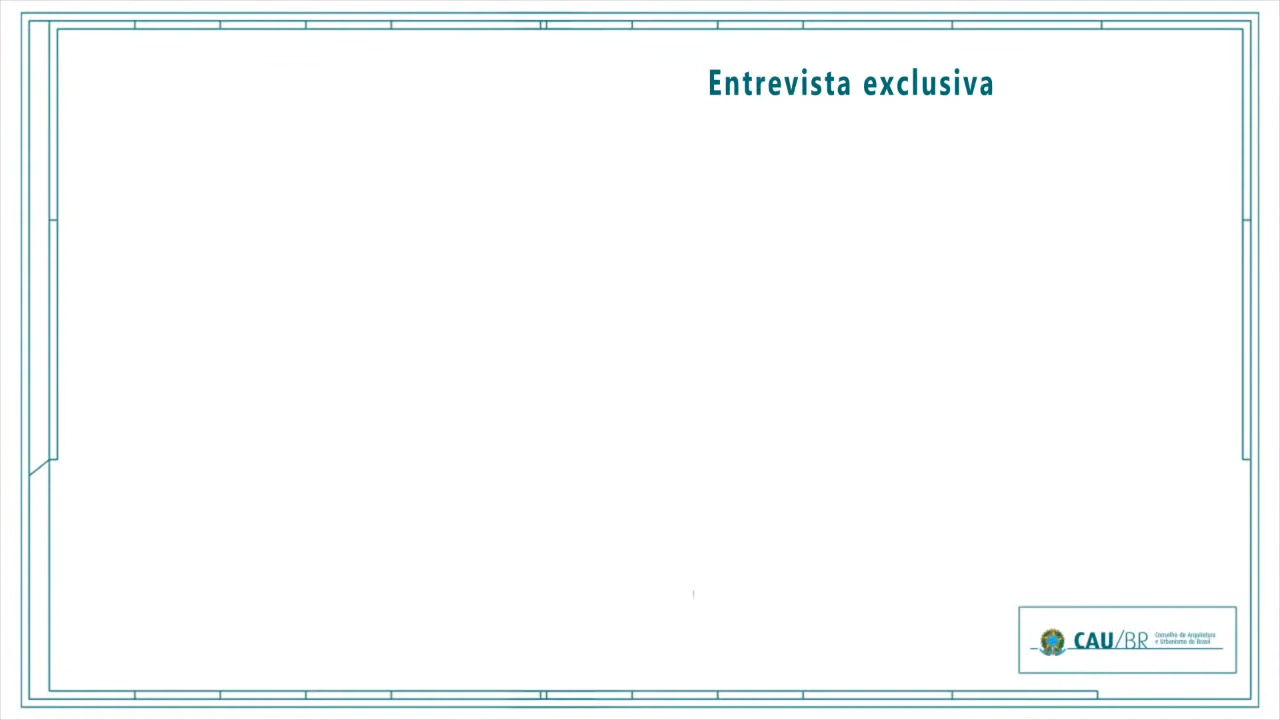 Entrevista exclusiva
CAU/BR
Conselho de Arquitetura
e Urbanismo do Brasil